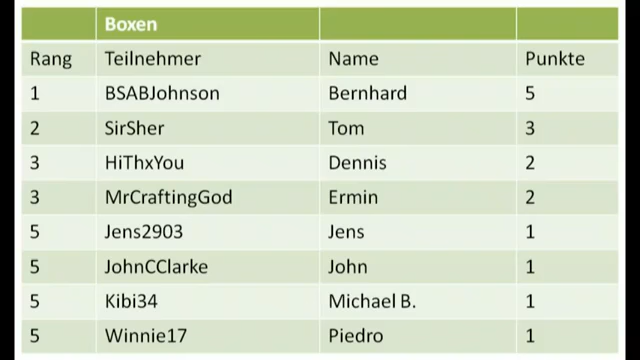 Boxen
Rang Teilnehmer Name Punkte
1 BSABJohnson Bernhard 5
2 SirSher Tom 3
3 HiThxYou Dennis 2
3 MrCraftingGod Ermin 2
5 Jens2903 Jens 1
5 JohnCClarke John 1
5 Kibi34 Michael B. 1
5 Winnie17 Piedro 1